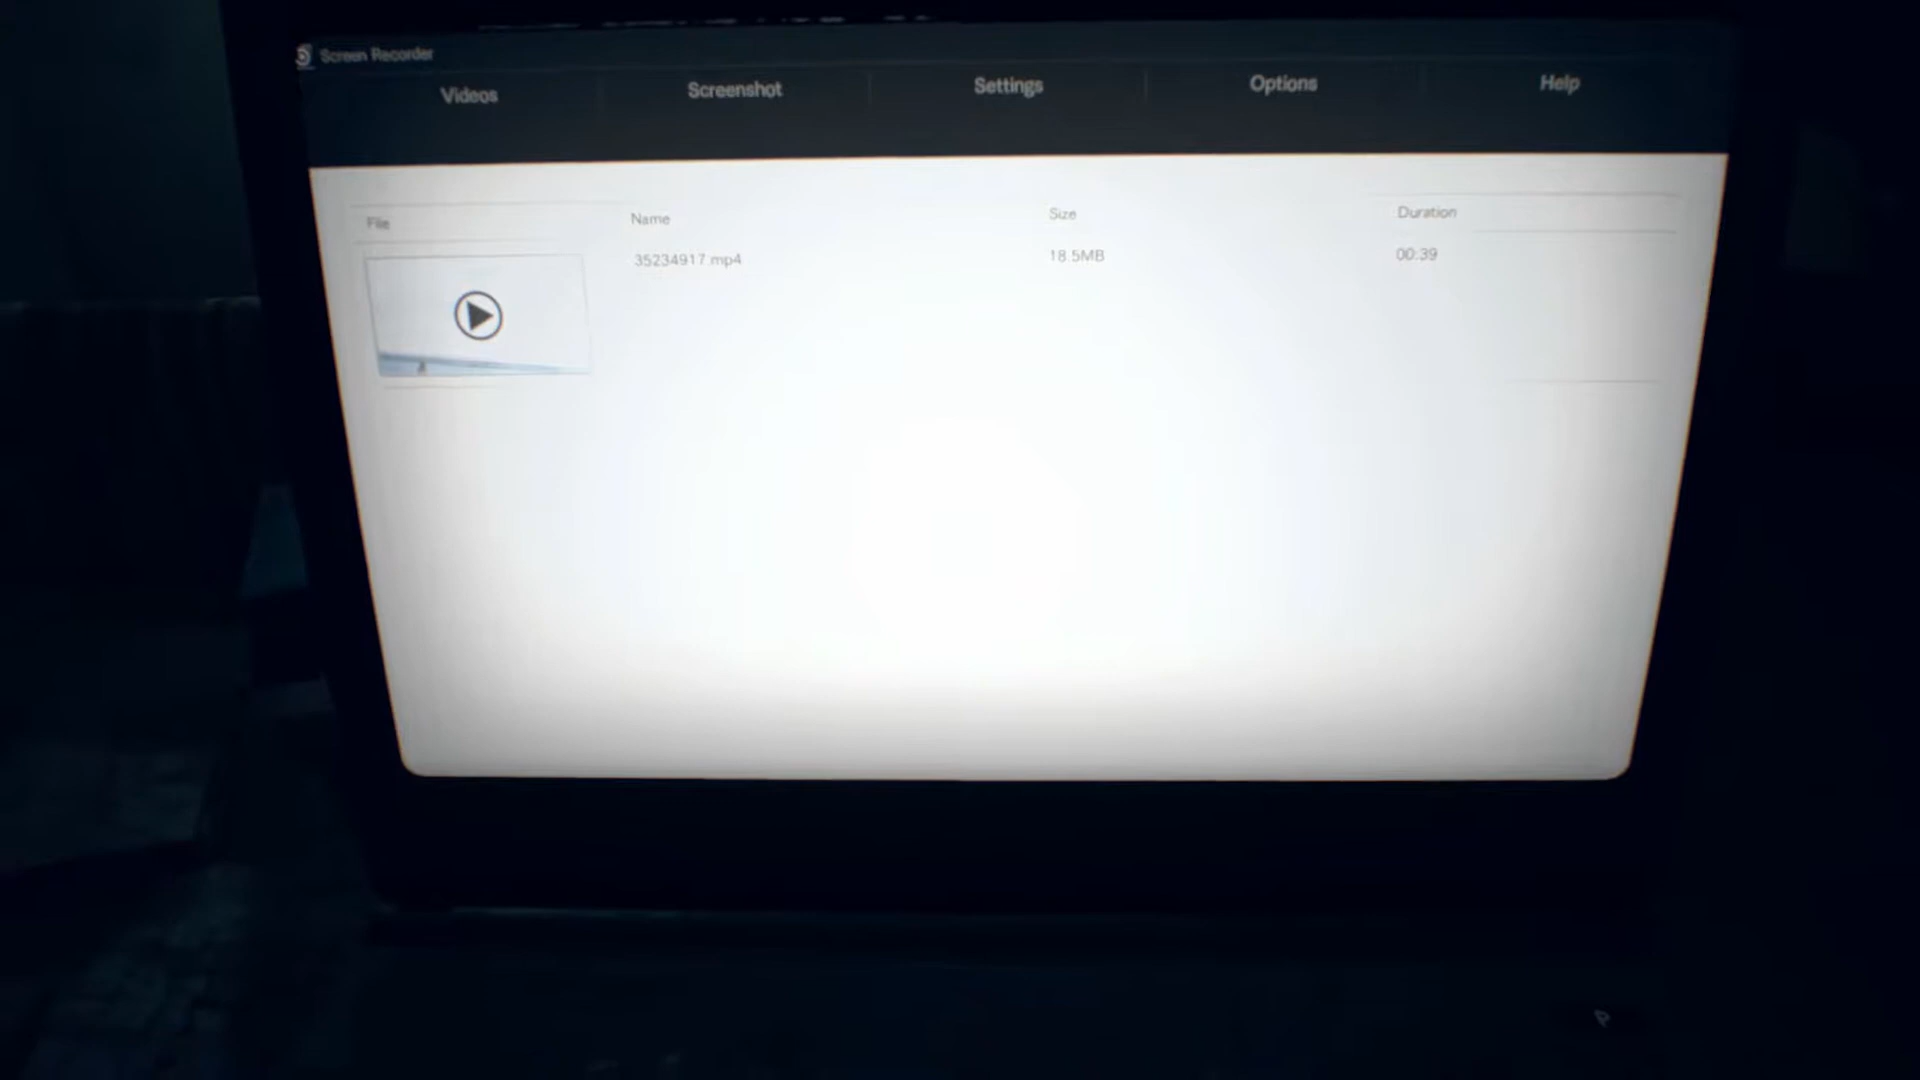 Screen Recorder
Videos Screenshot Settings Options Help
File Name Size Duration
35234917.mp4 18.5MB 00:39